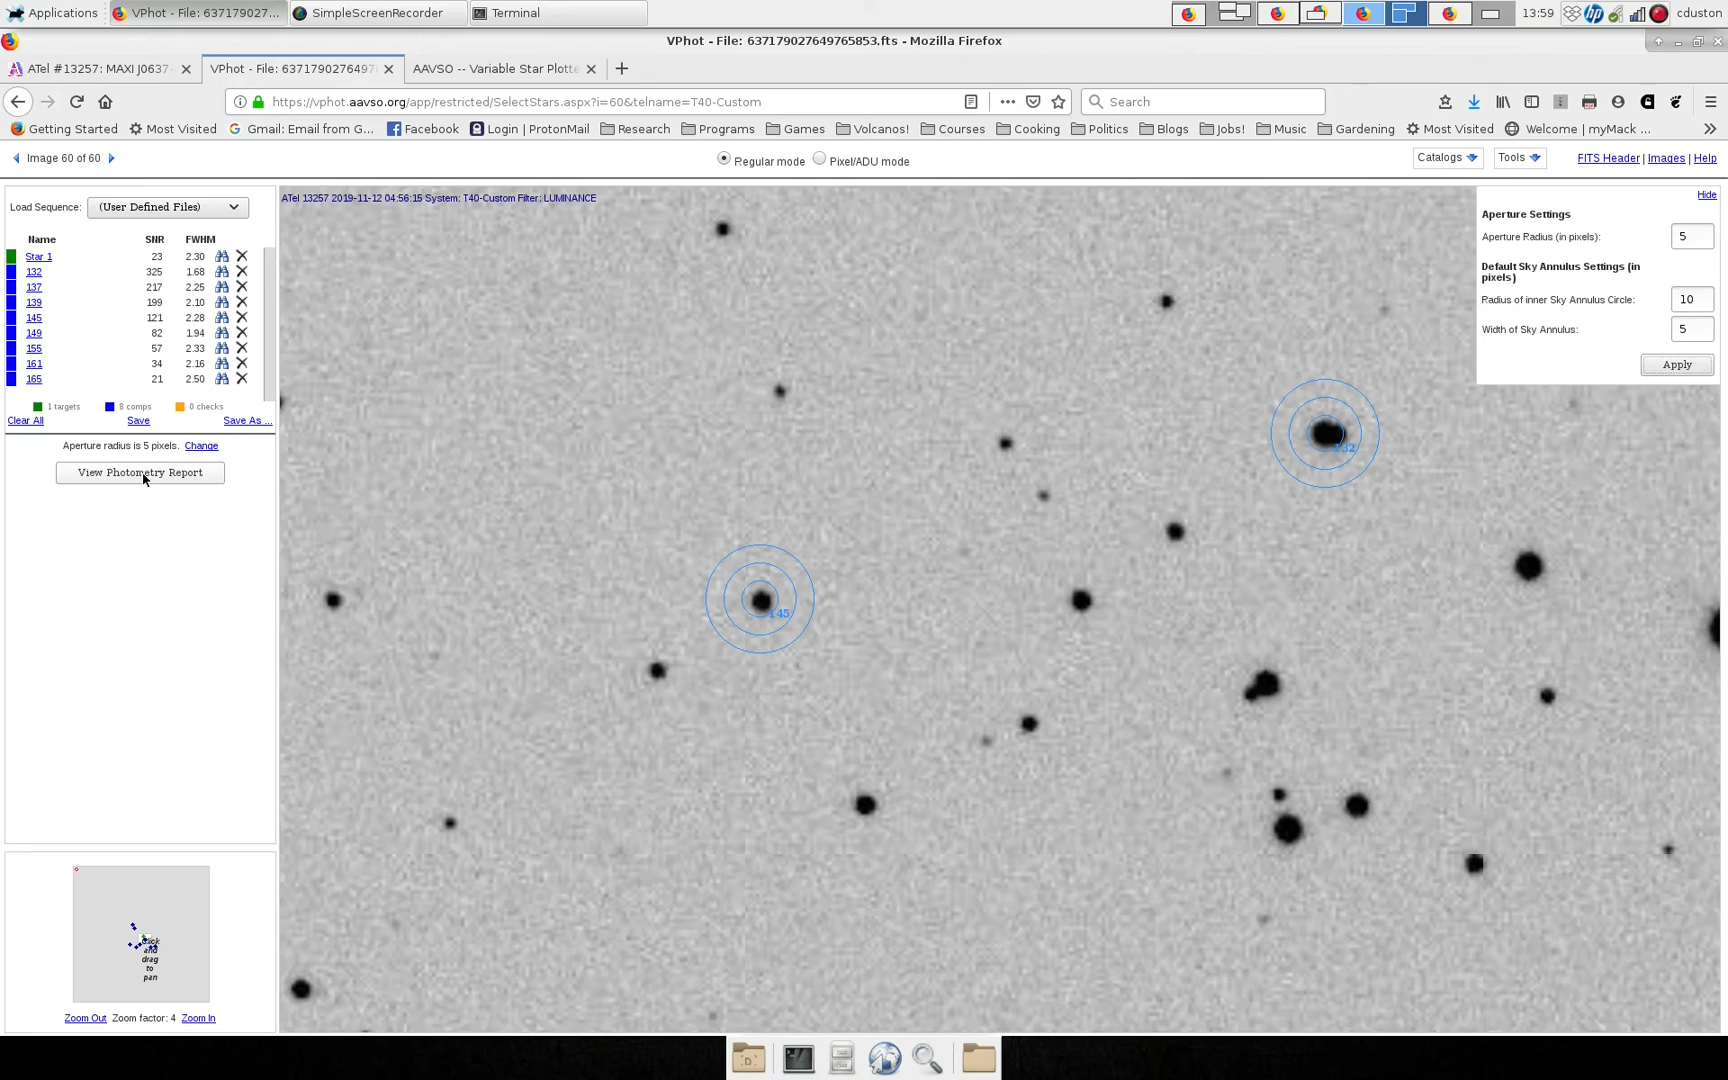 Applications VPhot - File: 637179027... SimpleScreenRecorder Terminal 13:59 cduston
VPhot - File: 637179027649765853.fts - Mozilla Firefox
ATel #13257: MAXI J0637- VPhot - File: 6371790276497 AAVSO -- Variable Star Plotte
https://vphot.aavso.org/app/restricted/SelectStars.aspx?i=60&telname=T40-Custom Search
Getting Started Most Visited Gmail: Email from G... Facebook Login | ProtonMail Research Programs Games Volcanos! Courses Cooking Politics Blogs Jobs! Music Gardening Most Visited Welcome | myMack ...
Image 60 of 60 Regular mode Pixel/ADU mode Catalogs Tools FITS Header | Images | Help
Load Sequence: (User Defined Files)
Name SNR FWHM
Star 1 23 2.30
132 325 1.68
137 217 2.25
139 199 2.10
145 121 2.28
149 82 1.94
155 57 2.33
161 34 2.16
165 21 2.50
1 targets 8 comps 0 checks
Clear All Save Save As ...
Aperture radius is 5 pixels. Change
View Photometry Report
Click
and
drag
to
pan
Zoom Out Zoom factor: 4 Zoom In
ATel 13257 2019-11-12 04:56:15 System: T40-Custom Filter: LUMINANCE
132
145
Hide
Aperture Settings
Aperture Radius (in pixels): 5
Default Sky Annulus Settings (in
pixels)
Radius of inner Sky Annulus Circle: 10
Width of Sky Annulus: 5
Apply